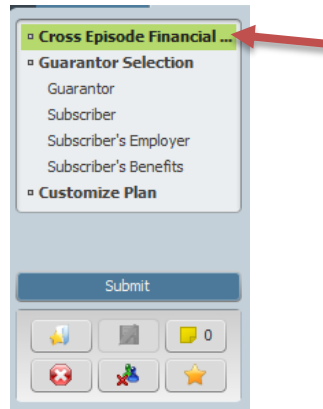 Cross Episode Financial ...
Guarantor Selection
Guarantor
Subscriber
Subscriber's Employer
Subscriber's Benefits
Customize Plan
Submit
0